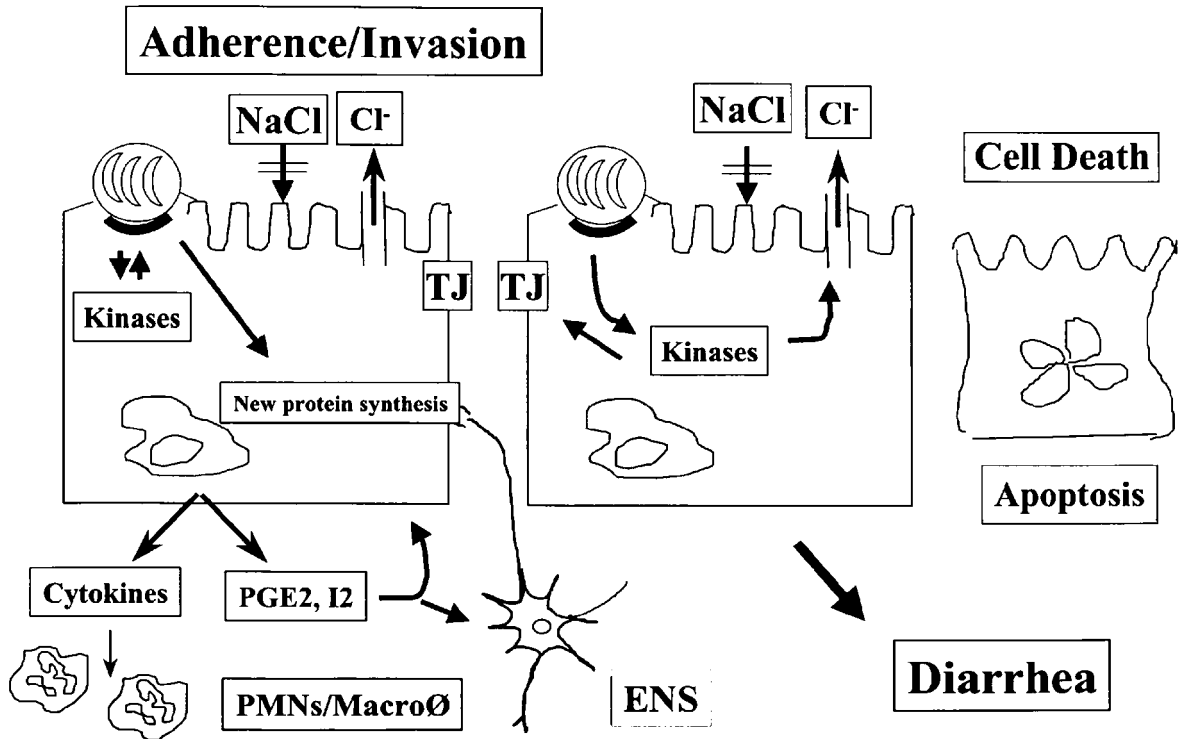 Adherence/Invasion
NaCl
Cl-
NaCl
Cl-
Cell Death
TJ
TJ
Kinases
Kinases
New protein synthesis
Apoptosis
Cytokines
PGE2, I2
PMNs/MacroØ
ENS
Diarrhea